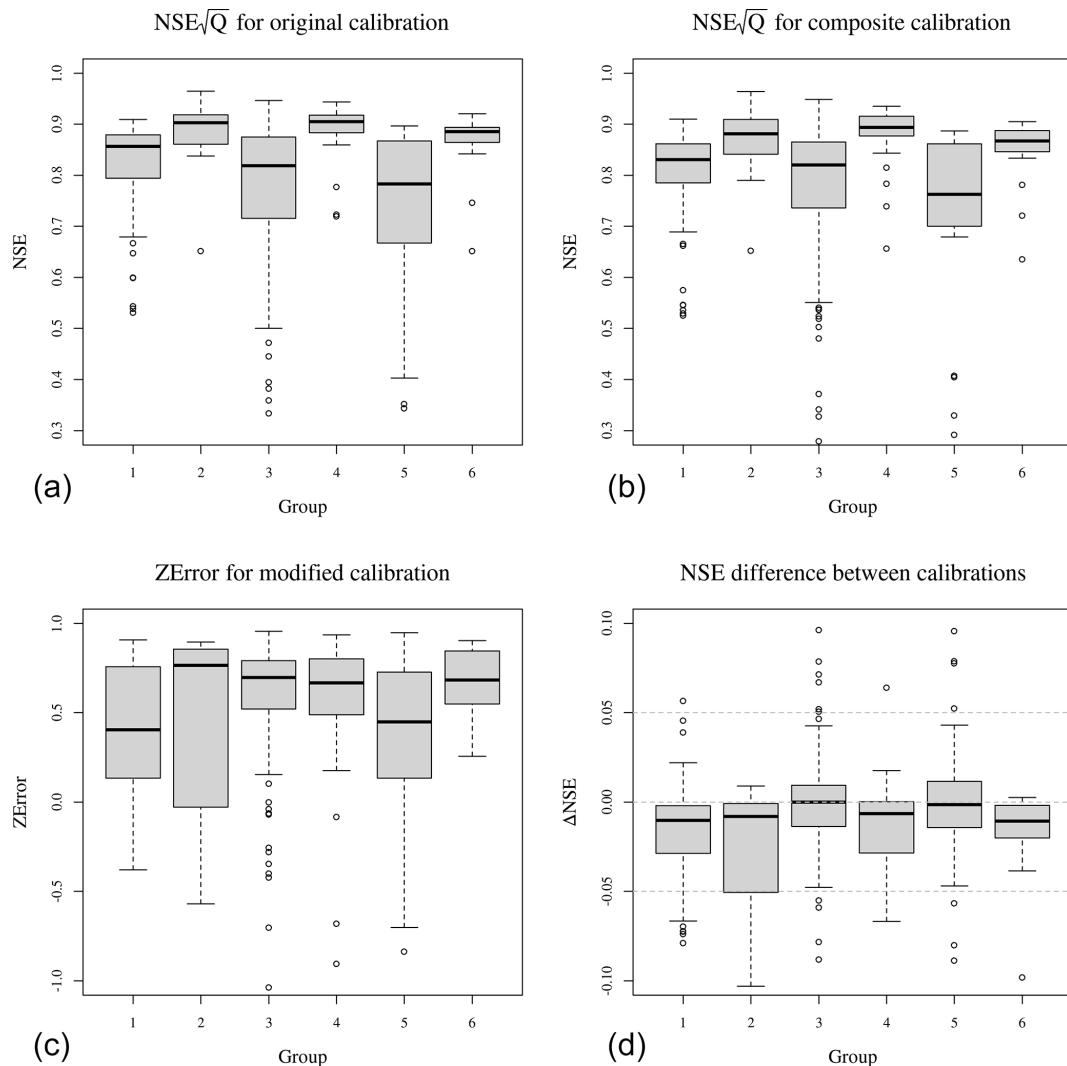 NSE√Q for original calibration
NSE
1.0
0.9
0.8
0.7
0.6
0.5
0.4
0.3
1 2 3 4 5 6
Group
(a)
NSE√Q for composite calibration
NSE
1.0
0.9
0.8
0.7
0.6
0.5
0.4
0.3
1 2 3 4 5 6
Group
(b)
ZError for modified calibration
ZError
1.0
0.5
0.0
-0.5
-1.0
1 2 3 4 5 6
Group
(c)
NSE difference between calibrations
ΔNSE
0.10
0.05
0.00
-0.05
-0.10
1 2 3 4 5 6
Group
(d)